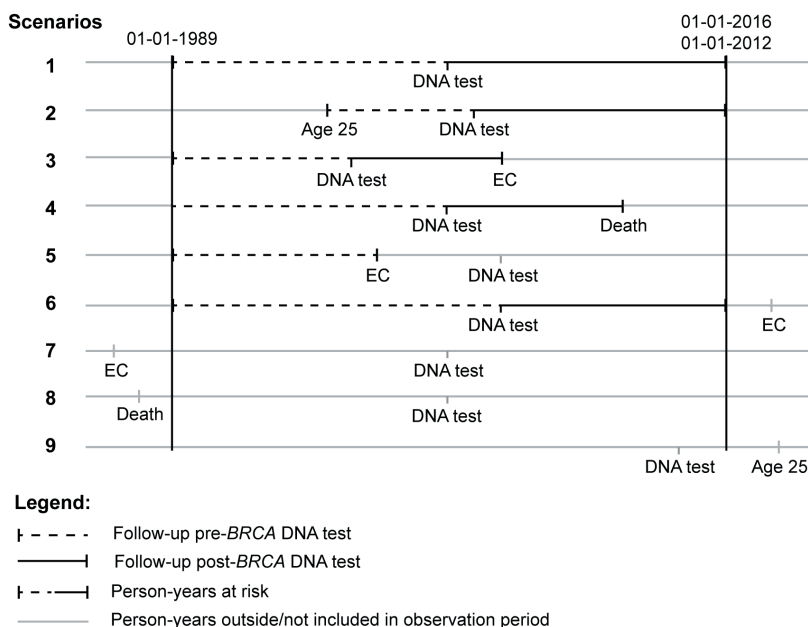 Scenarios
01-01-2016
01-01-1989
01-01-2012
1
DNA test
2
Age 25
DNA test
3
DNA test
EC
4
DNA test
Death
5
EC
DNA test
6
DNA test
EC
7
EC
DNA test
8
Death
DNA test
9
DNA test
Age 25
Legend:
Follow-up pre-BRCA DNA test
Follow-up post-BRCA DNA test
Person-years at risk
Person-years outside/not included in observation period